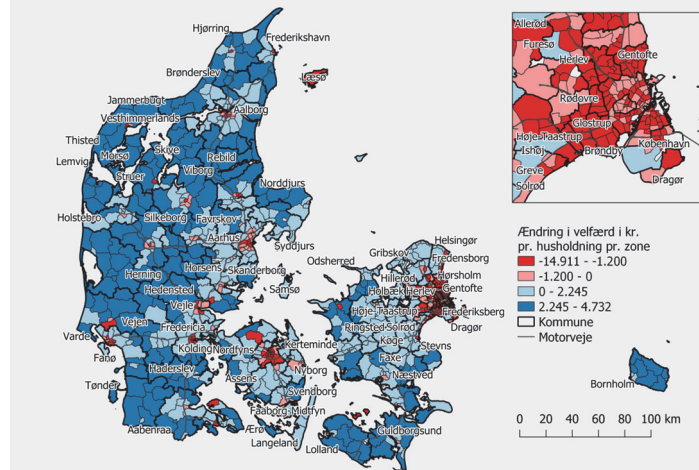 Hjørring
Frederikshavn
Brønderslev
Læsø
Jammerbugt
Aalborg
Vesthimmerlands
Thisted
Morsø
Skive
Rebild
Lemvig
Viborg
Struer
Norddjurs
Holstebro
Silkeborg
Favrskov
Aarhus
Syddjurs
Herning
Horsens
Skanderborg
Samsø
Hedensted
Vejle
Varde
Vejen
Fredericia
Fanø
Kolding
Nordfyns
Kerteminde
Tønder
Haderslev
Assens
Nyborg
Svendborg
Faaborg-Midtfyn
Aabenraa
Ærø
Langeland
Lolland
Guldborgsund
Odsherred
Gribskov
Helsingør
Hillerød
Fredensborg
Hørsholm
Holbæk
Herlev
Gentofte
Høje-Taastrup
Frederiksberg
Ringsted
Solrød
Dragør
Køge
Stevns
Faxe
Næstved
Bornholm
Allerød
Furesø
Gentofte
Herlev
Rødovre
Glostrup
Høje-Taastrup
København
Ishøj
Brøndby
Greve
Solrød
Dragør
Ændring i velfærd i kr.
pr. husholdning pr. zone
-14.911 - -1.200
-1.200 - 0
0 - 2.245
2.245 - 4.732
Kommune
Motorveje
0 20 40 60 80 100 km